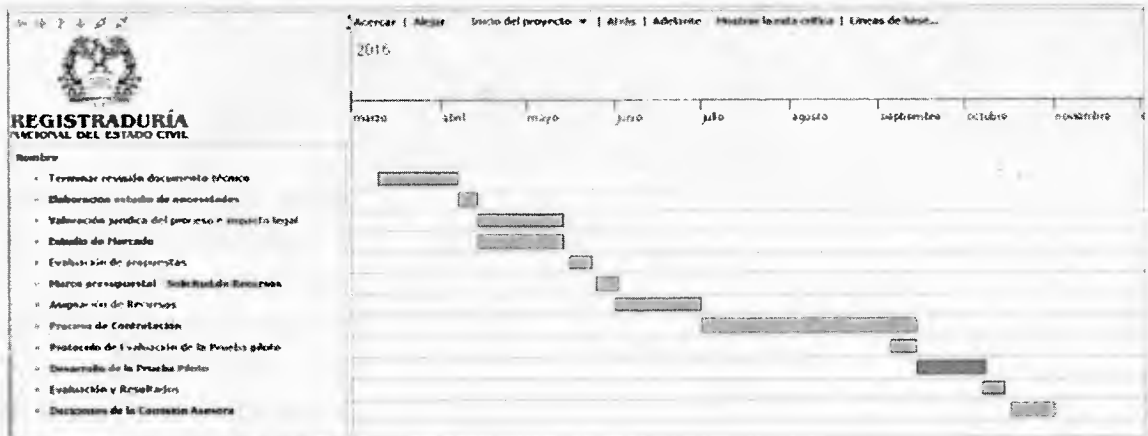 Acercar | Alejar Inicio del proyecto | Atrás | Adelante Mostrar la ruta crítica | Líneas de base...
2016
REGISTRADURÍA
NACIONAL DEL ESTADO CIVIL
marzo abril mayo junio julio agosto septiembre octubre noviembre
Nombre
Terminar revisión documento técnico
Elaboración estudio de necesidades
Valoración jurídica del proceso e impacto legal
Estudio de Mercado
Evaluación de propuestas
Marco presupuestal Solicitud de Recursos
Asignación de Recursos
Proceso de Contratación
Protocolo de Evaluación de la Prueba piloto
Desarrollo de la Prueba Piloto
Evaluación y Resultados
Decisiones de la Comisión Asesora